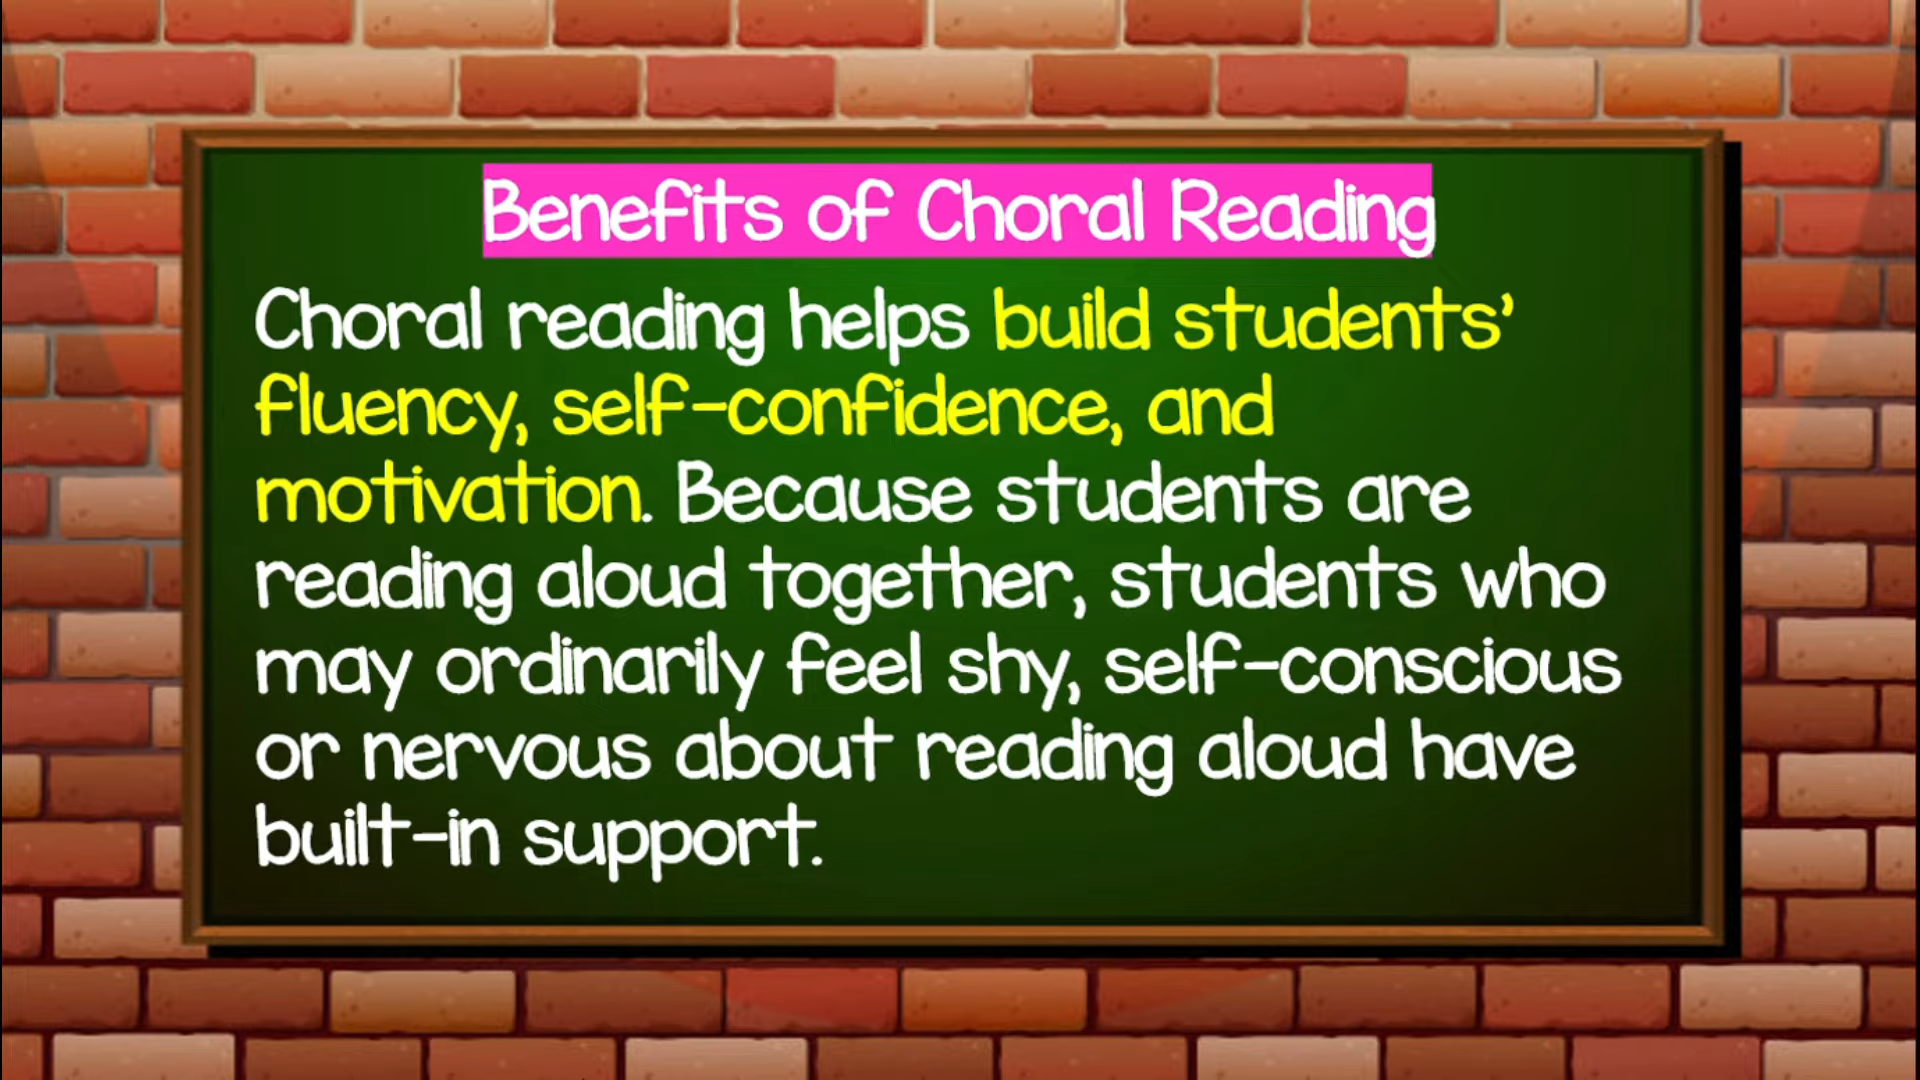 Benefits of Choral Reading
Choral reading helps build students’
fluency, self-confidence, and
motivation. Because students are
reading aloud together, students who
may ordinarily feel shy, self-conscious
or nervous about reading aloud have
built-in support.